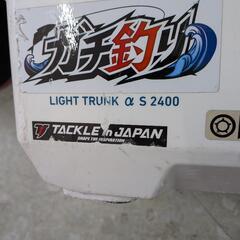 ガチ釣り
LIGHT TRUNK α S 2400
TACKLE in JAPAN
SHAPE THE INSPIRATION